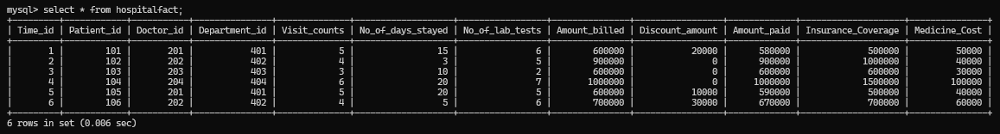 mysql> select * from hospitalfact;
| Time_id | Patient_id | Doctor_id | Department_id | Visit_counts | No_of_days_stayed | No_of_lab_tests | Amount_billed | Discount_amount | Amount_paid | Insurance_Coverage | Medicine_Cost |
| 1 | 101 | 201 | 401 | 5 | 15 | 6 | 600000 | 20000 | 580000 | 500000 | 50000 |
| 2 | 102 | 202 | 402 | 4 | 3 | 5 | 900000 | 0 | 900000 | 1000000 | 40000 |
| 3 | 103 | 203 | 403 | 3 | 10 | 2 | 600000 | 0 | 600000 | 600000 | 30000 |
| 4 | 104 | 204 | 404 | 6 | 20 | 7 | 1000000 | 0 | 1000000 | 1500000 | 100000 |
| 5 | 105 | 201 | 401 | 5 | 20 | 5 | 600000 | 10000 | 590000 | 500000 | 40000 |
| 6 | 106 | 202 | 402 | 4 | 5 | 6 | 700000 | 30000 | 670000 | 700000 | 60000 |
6 rows in set (0.006 sec)